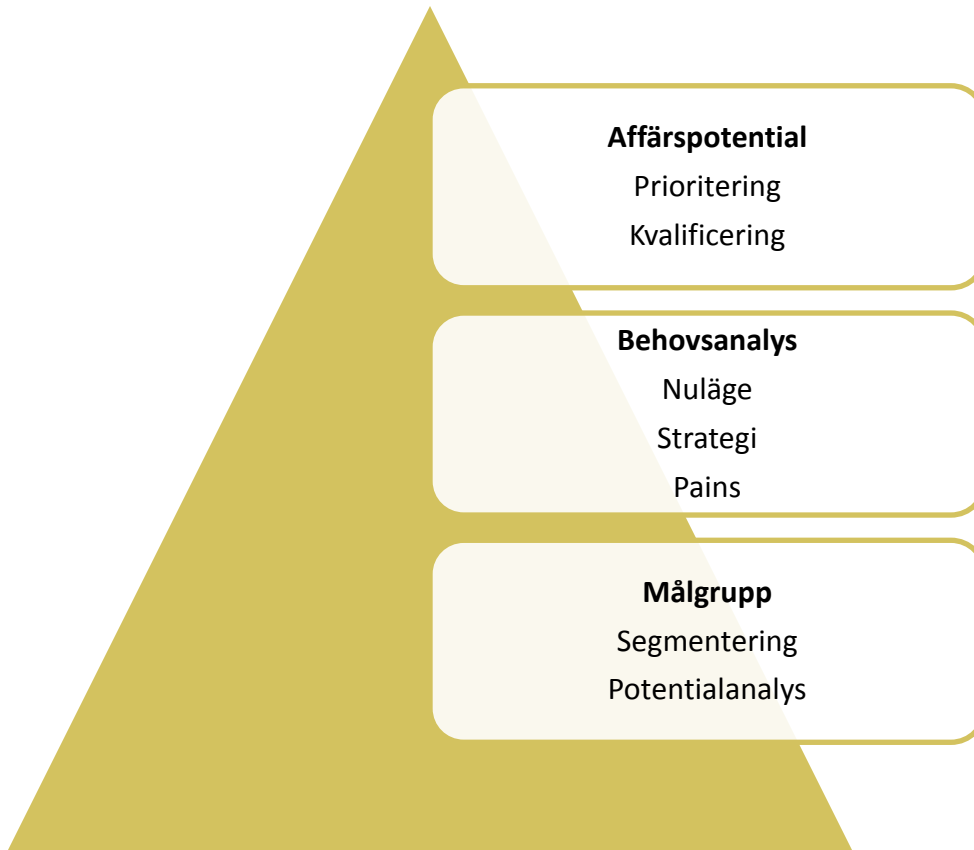 Affärspotential
Prioritering
Kvalificering
Behovsanalys
Nuläge
Strategi
Pains
Målgrupp
Segmentering
Potentialanalys